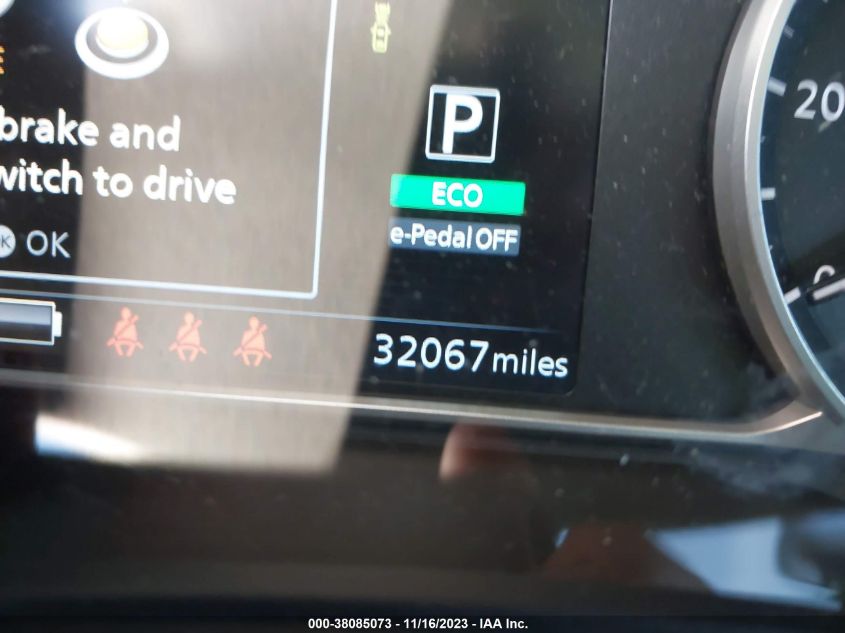 brake and
witch to drive
OK
P
ECO
e-Pedal OFF
32067 miles
20
0
000-38085073 - 11/16/2023 - IAA Inc.